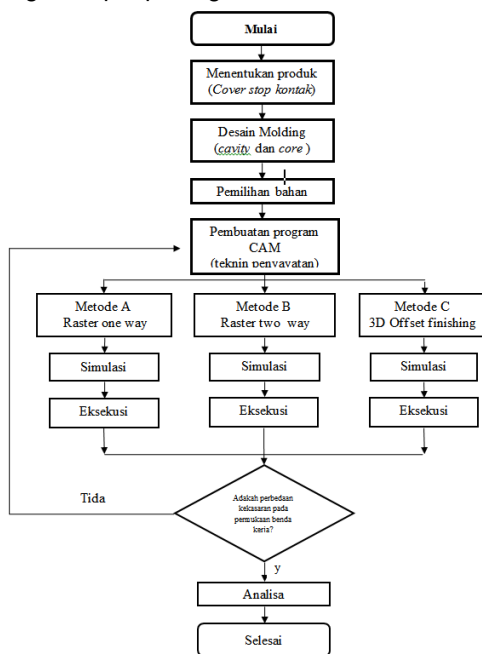 Mulai
Menentukan produk
(Cover stop kontak)
Desain Molding
(cavity dan core )
Pemilihan bahan
Pembuatan program
CAM
(teknin penyayatan)
Metode A
Raster one way
Metode B
Raster two way
Metode C
3D Offset finishing
Simulasi
Simulasi
Simulasi
Eksekusi
Eksekusi
Eksekusi
Tida
Adakah perbedaan
kekasaran pada
permukaan benda
kerja?
y
Analisa
Selesai